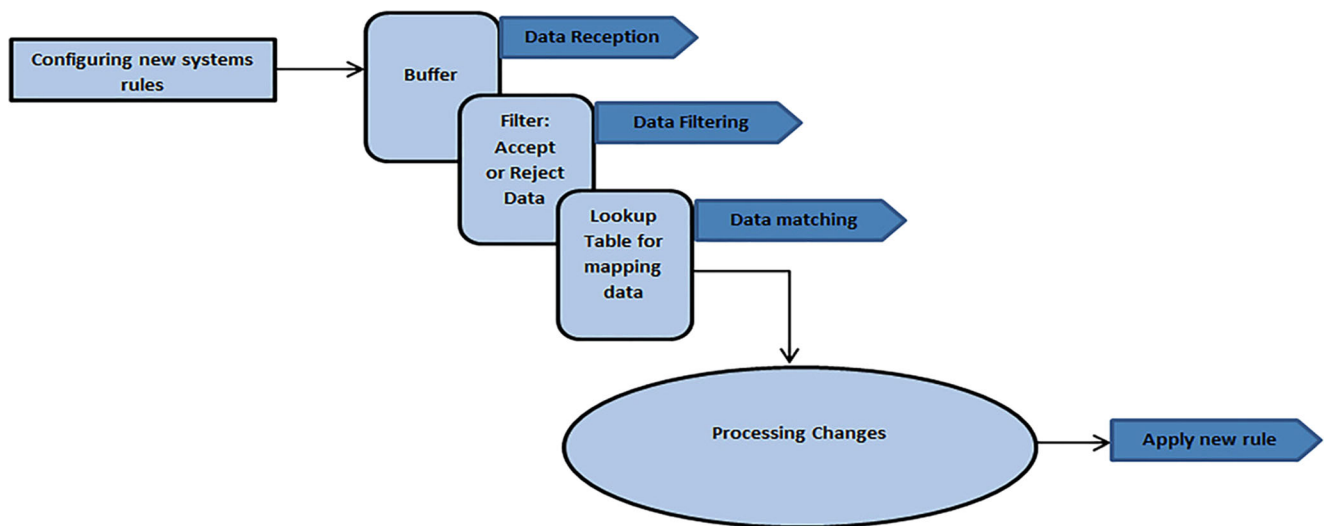 Configuring new systems
rules
Buffer
Data Reception
Filter:
Accept
or Reject
Data
Data Filtering
Lookup
Table for
mapping
data
Data matching
Processing Changes
Apply new rule